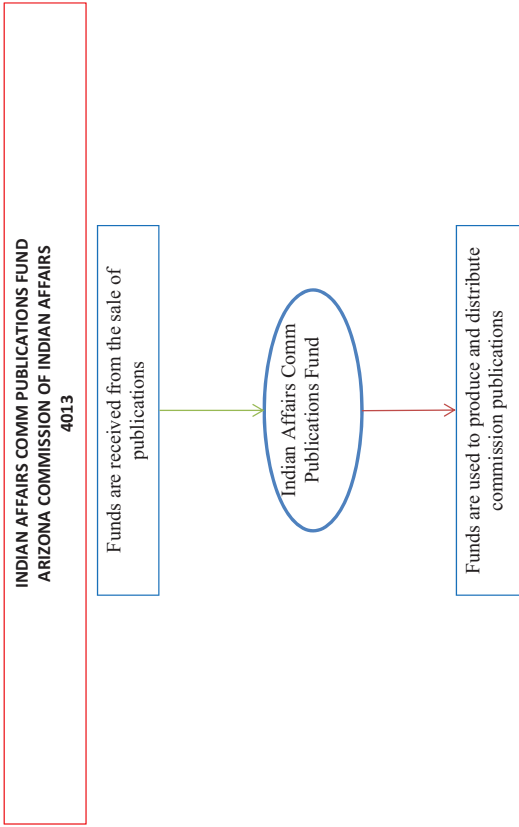 INDIAN AFFAIRS COMM PUBLICATIONS FUND
ARIZONA COMMISSION OF INDIAN AFFAIRS
4013
Funds are received from the sale of
publications
Indian Affairs Comm
Publications Fund
Funds are used to produce and distribute
commission publications